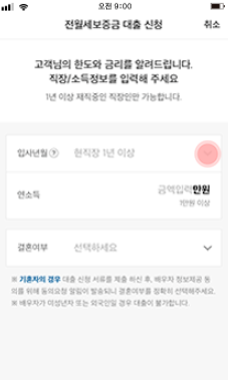 오전 9:00
전월세보증금 대출 신청
취소
고객님의 한도와 금리를 알려드립니다.
직장/소득정보를 입력해 주세요
1년 이상 재직중인 직장인만 가능합니다.
입사년월 ? 현직장 1년 이상
연소득 금액입력만원
1만원 이상
결혼여부 선택하세요
※ 기혼자의 경우 대출 신청 서류를 제출 하신 후, 배우자 정보제공 동
의를 위해 동의요청 알림이 발송되니 결혼여부를 정확히 선택해주세요.
※ 배우자가 미성년자 또는 외국인일 경우 대출이 불가합니다.